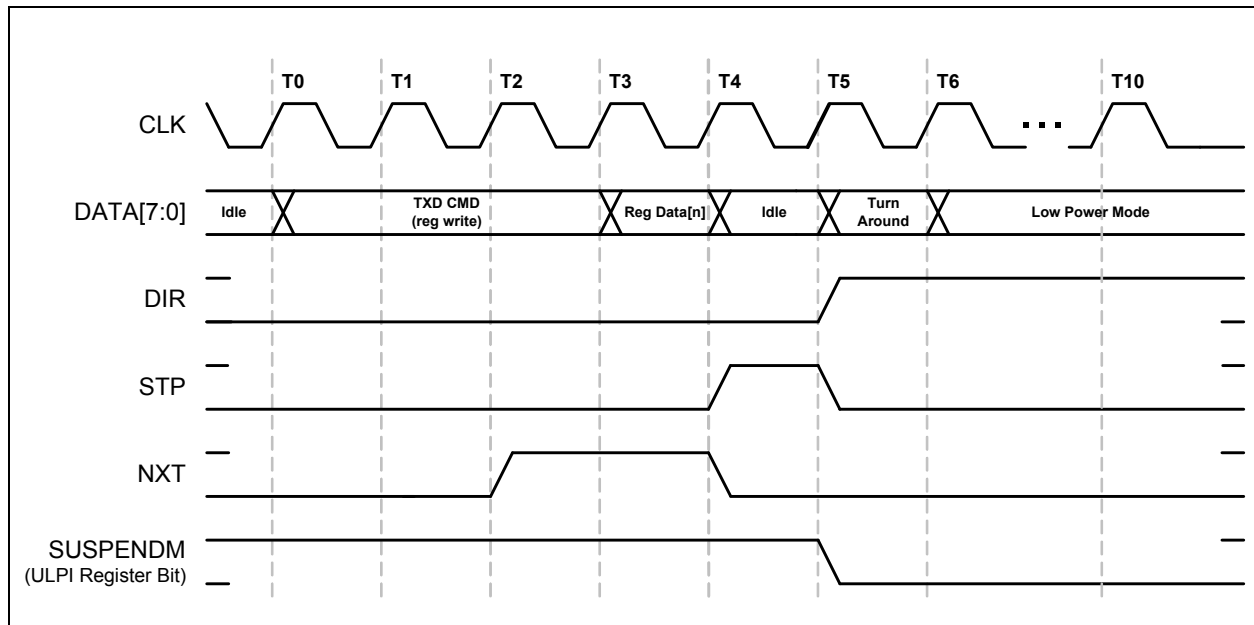 T0 T1 T2 T3 T4 T5 T6 T10
CLK
...
DATA[7:0]
Idle
TXD CMD
(reg write)
Reg Data[n]
Idle
Turn
Around
Low Power Mode
DIR
STP
NXT
SUSPENDM
(ULPI Register Bit)